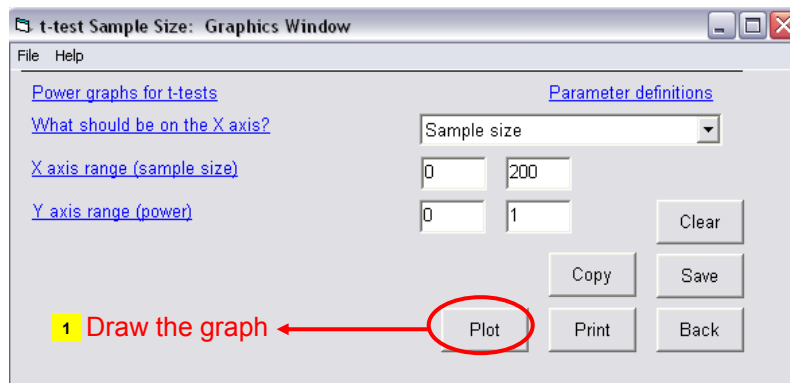 t-test Sample Size: Graphics Window
File Help
Power graphs for t-tests Parameter definitions
What should be on the X axis? Sample size
X axis range (sample size) 0 200
Y axis range (power) 0 1 Clear
Copy Save
1 Draw the graph Plot Print Back